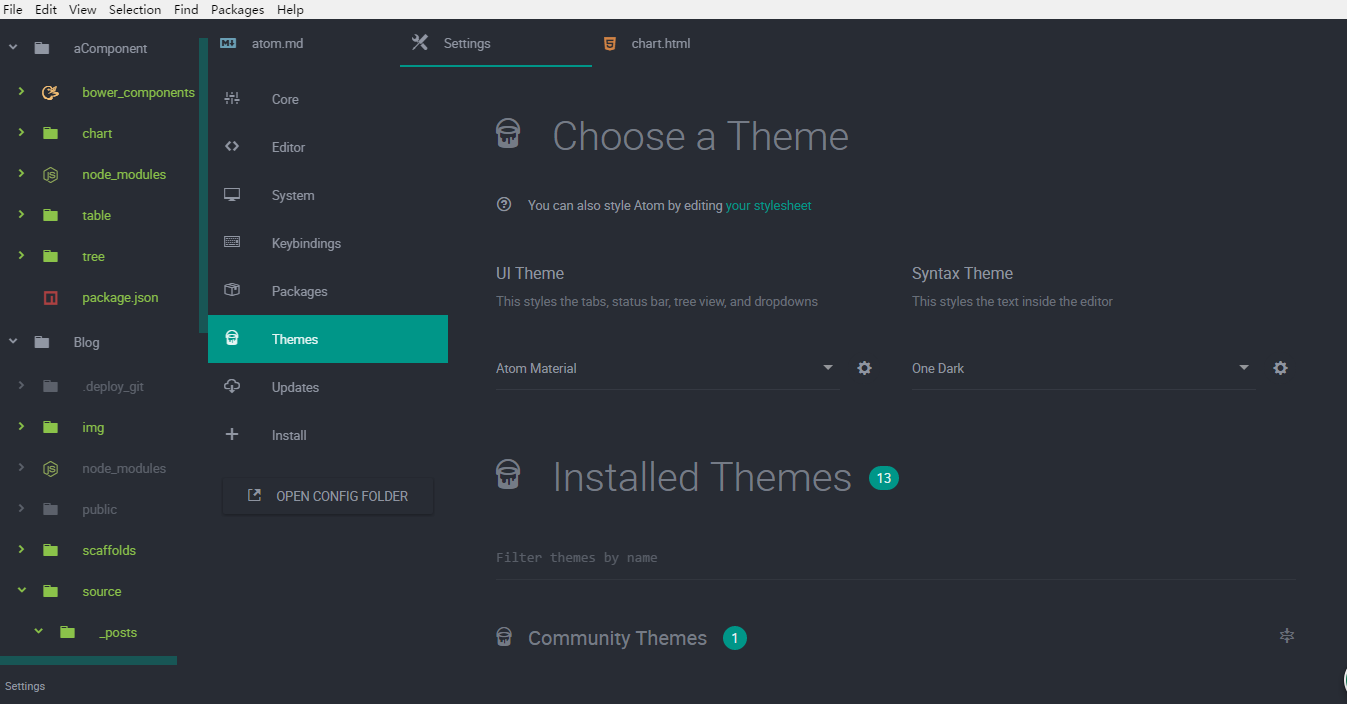 File Edit View Selection Find Packages Help
aComponent
bower_components
chart
node_modules
table
tree
package.json
Blog
.deploy_git
img
node_modules
public
scaffolds
source
_posts
Settings
atom.md
Settings
chart.html
Core
Editor
System
Keybindings
Packages
Themes
Updates
Install
OPEN CONFIG FOLDER
Choose a Theme
You can also style Atom by editing your stylesheet
UI Theme
This styles the tabs, status bar, tree view, and dropdowns
Atom Material
Syntax Theme
This styles the text inside the editor
One Dark
Installed Themes 13
Filter themes by name
Community Themes 1